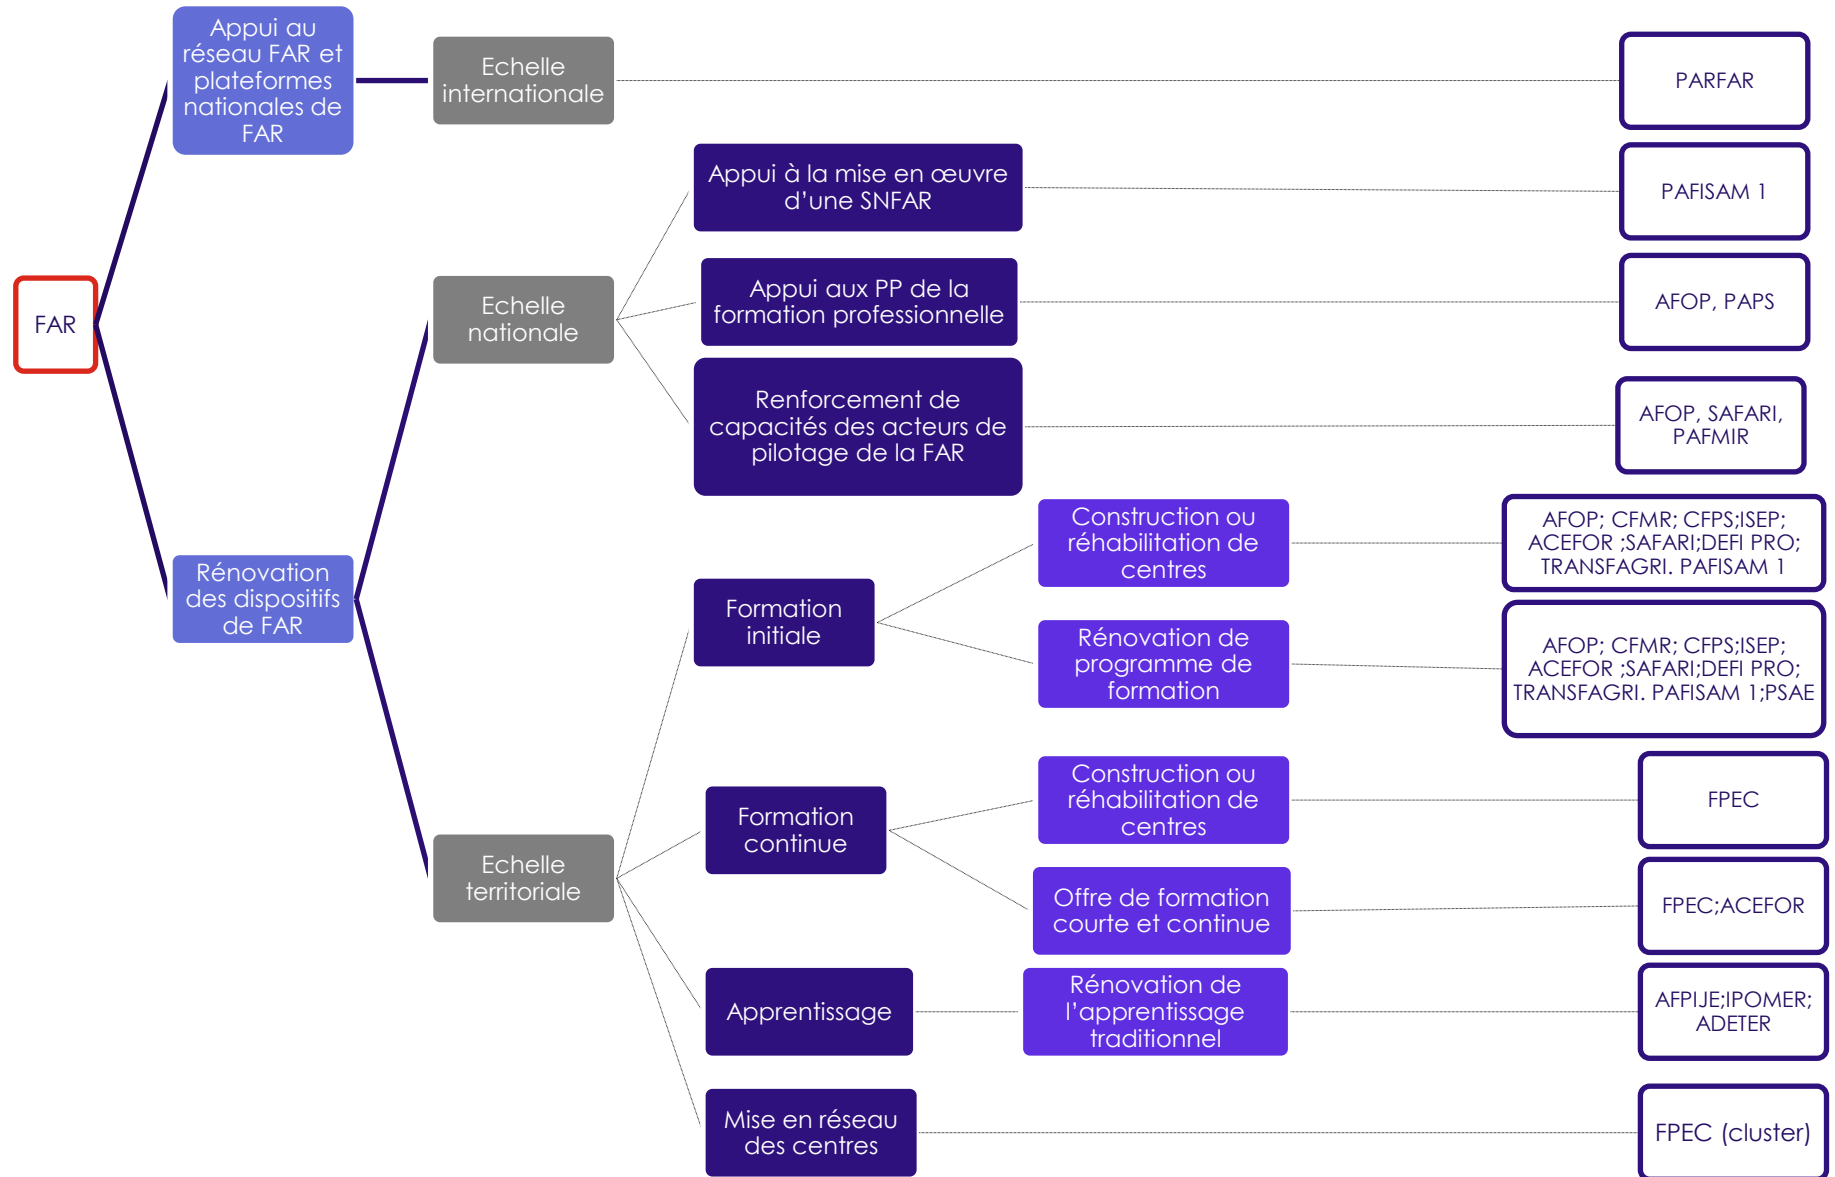 FAR
Appui au
réseau FAR et
plateformes
nationales de
FAR
Echelle
internationale
PARFAR
Rénovation
des dispositifs
de FAR
Echelle
nationale
Appui à la mise en œuvre
d’une SNFAR
PAFISAM 1
Appui aux PP de la
formation professionnelle
AFOP, PAPS
Renforcement de
capacités des acteurs de
pilotage de la FAR
AFOP, SAFARI,
PAFMIR
Echelle
territoriale
Formation
initiale
Construction ou
réhabilitation de
centres
AFOP; CFMR; CFPS;ISEP;
ACEFOR ;SAFARI;DEFI PRO;
TRANSFAGRI. PAFISAM 1
Rénovation de
programme de
formation
AFOP; CFMR; CFPS;ISEP;
ACEFOR ;SAFARI;DEFI PRO;
TRANSFAGRI. PAFISAM 1;PSAE
Formation
continue
Construction ou
réhabilitation de
centres
FPEC
Offre de formation
courte et continue
FPEC;ACEFOR
Apprentissage
Rénovation de
l’apprentissage
traditionnel
AFPIJE;IPOMER;
ADETER
Mise en réseau
des centres
FPEC (cluster)